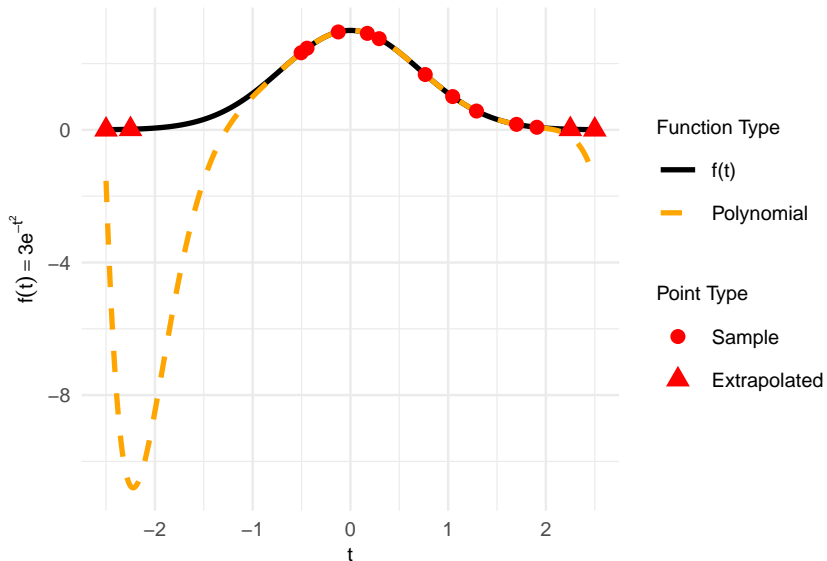 0
−4
−8
−2
−1
0
1
2
t
f(t) = 3e^{−t²}
Function Type
f(t)
Polynomial
Point Type
Sample
Extrapolated